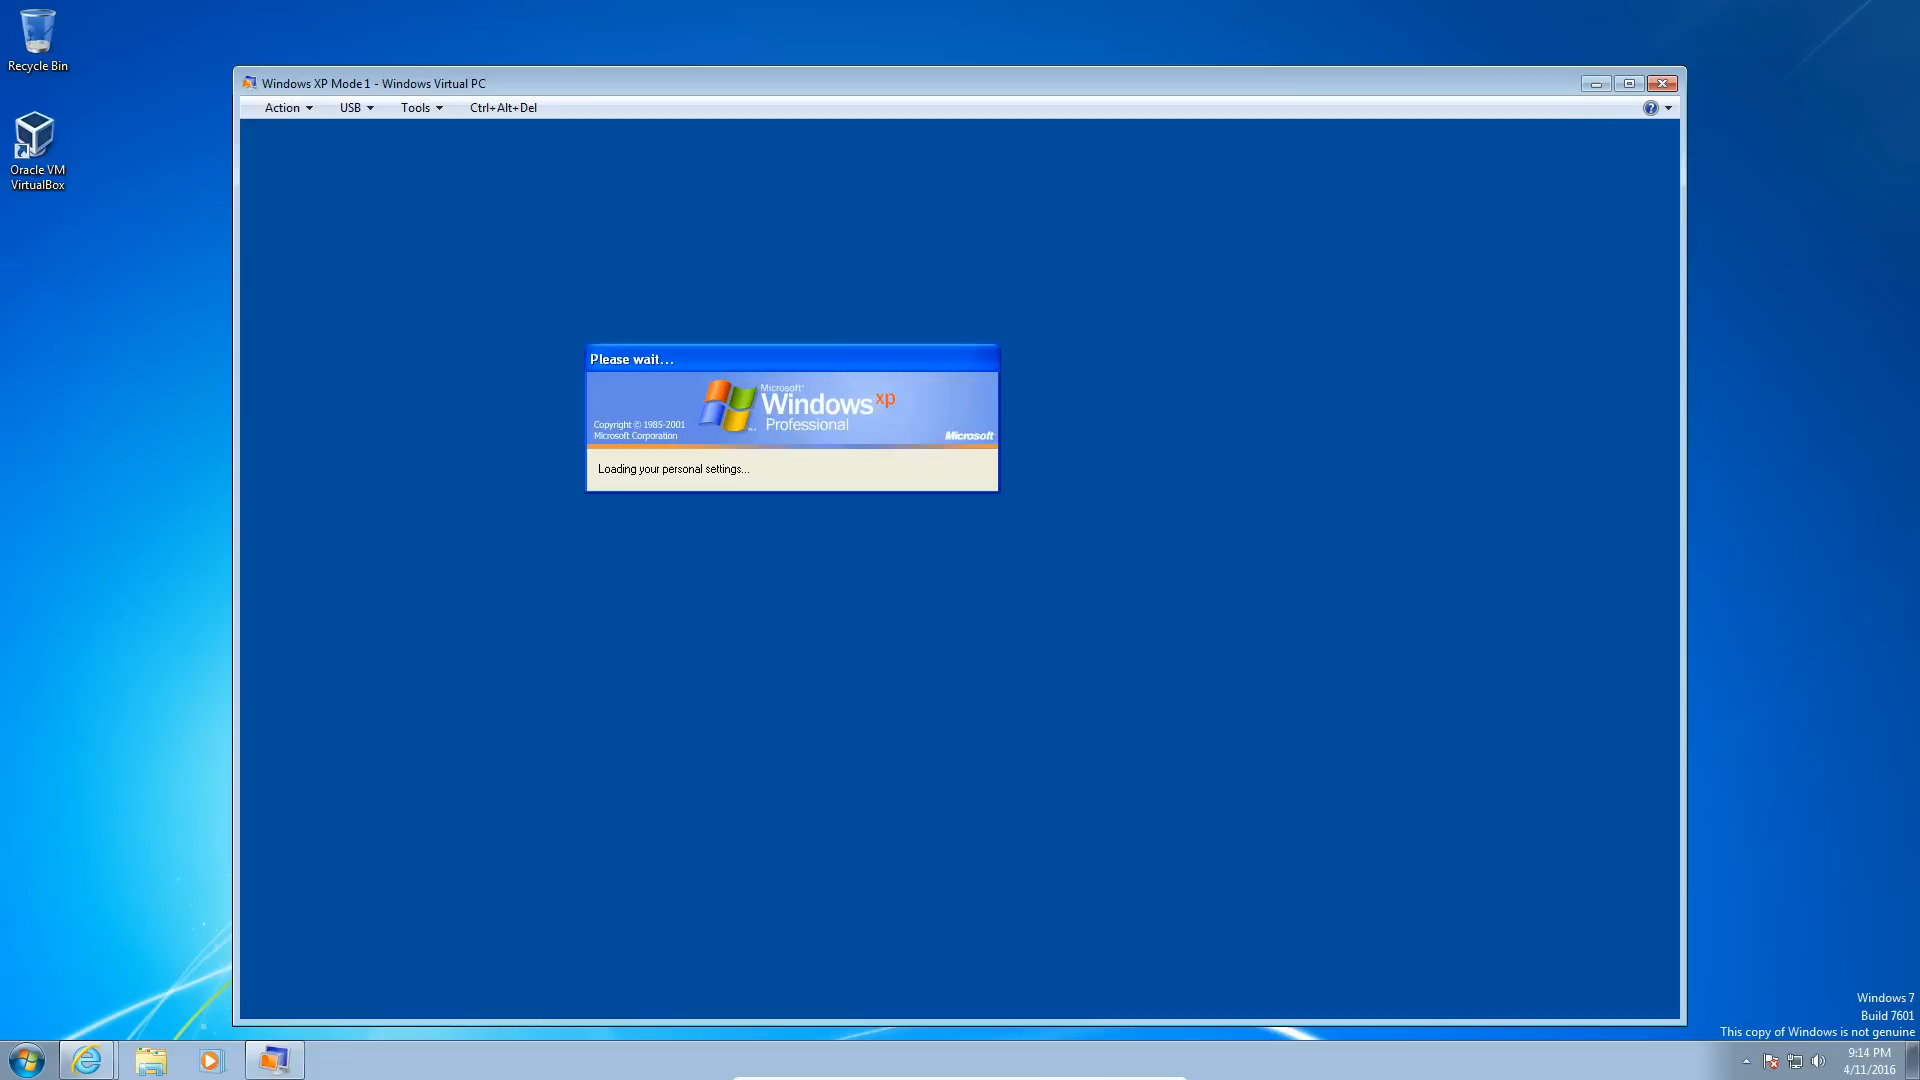 Recycle Bin
Oracle VM
VirtualBox
Windows XP Mode 1 - Windows Virtual PC
Action
USB
Tools
Ctrl+Alt+Del
?
Please wait...
Microsoft®
Windows xp
Professional
TM
Copyright © 1985-2001
Microsoft Corporation
Microsoft
Loading your personal settings...
Windows 7
Build 7601
This copy of Windows is not genuine
9:14 PM
4/11/2016